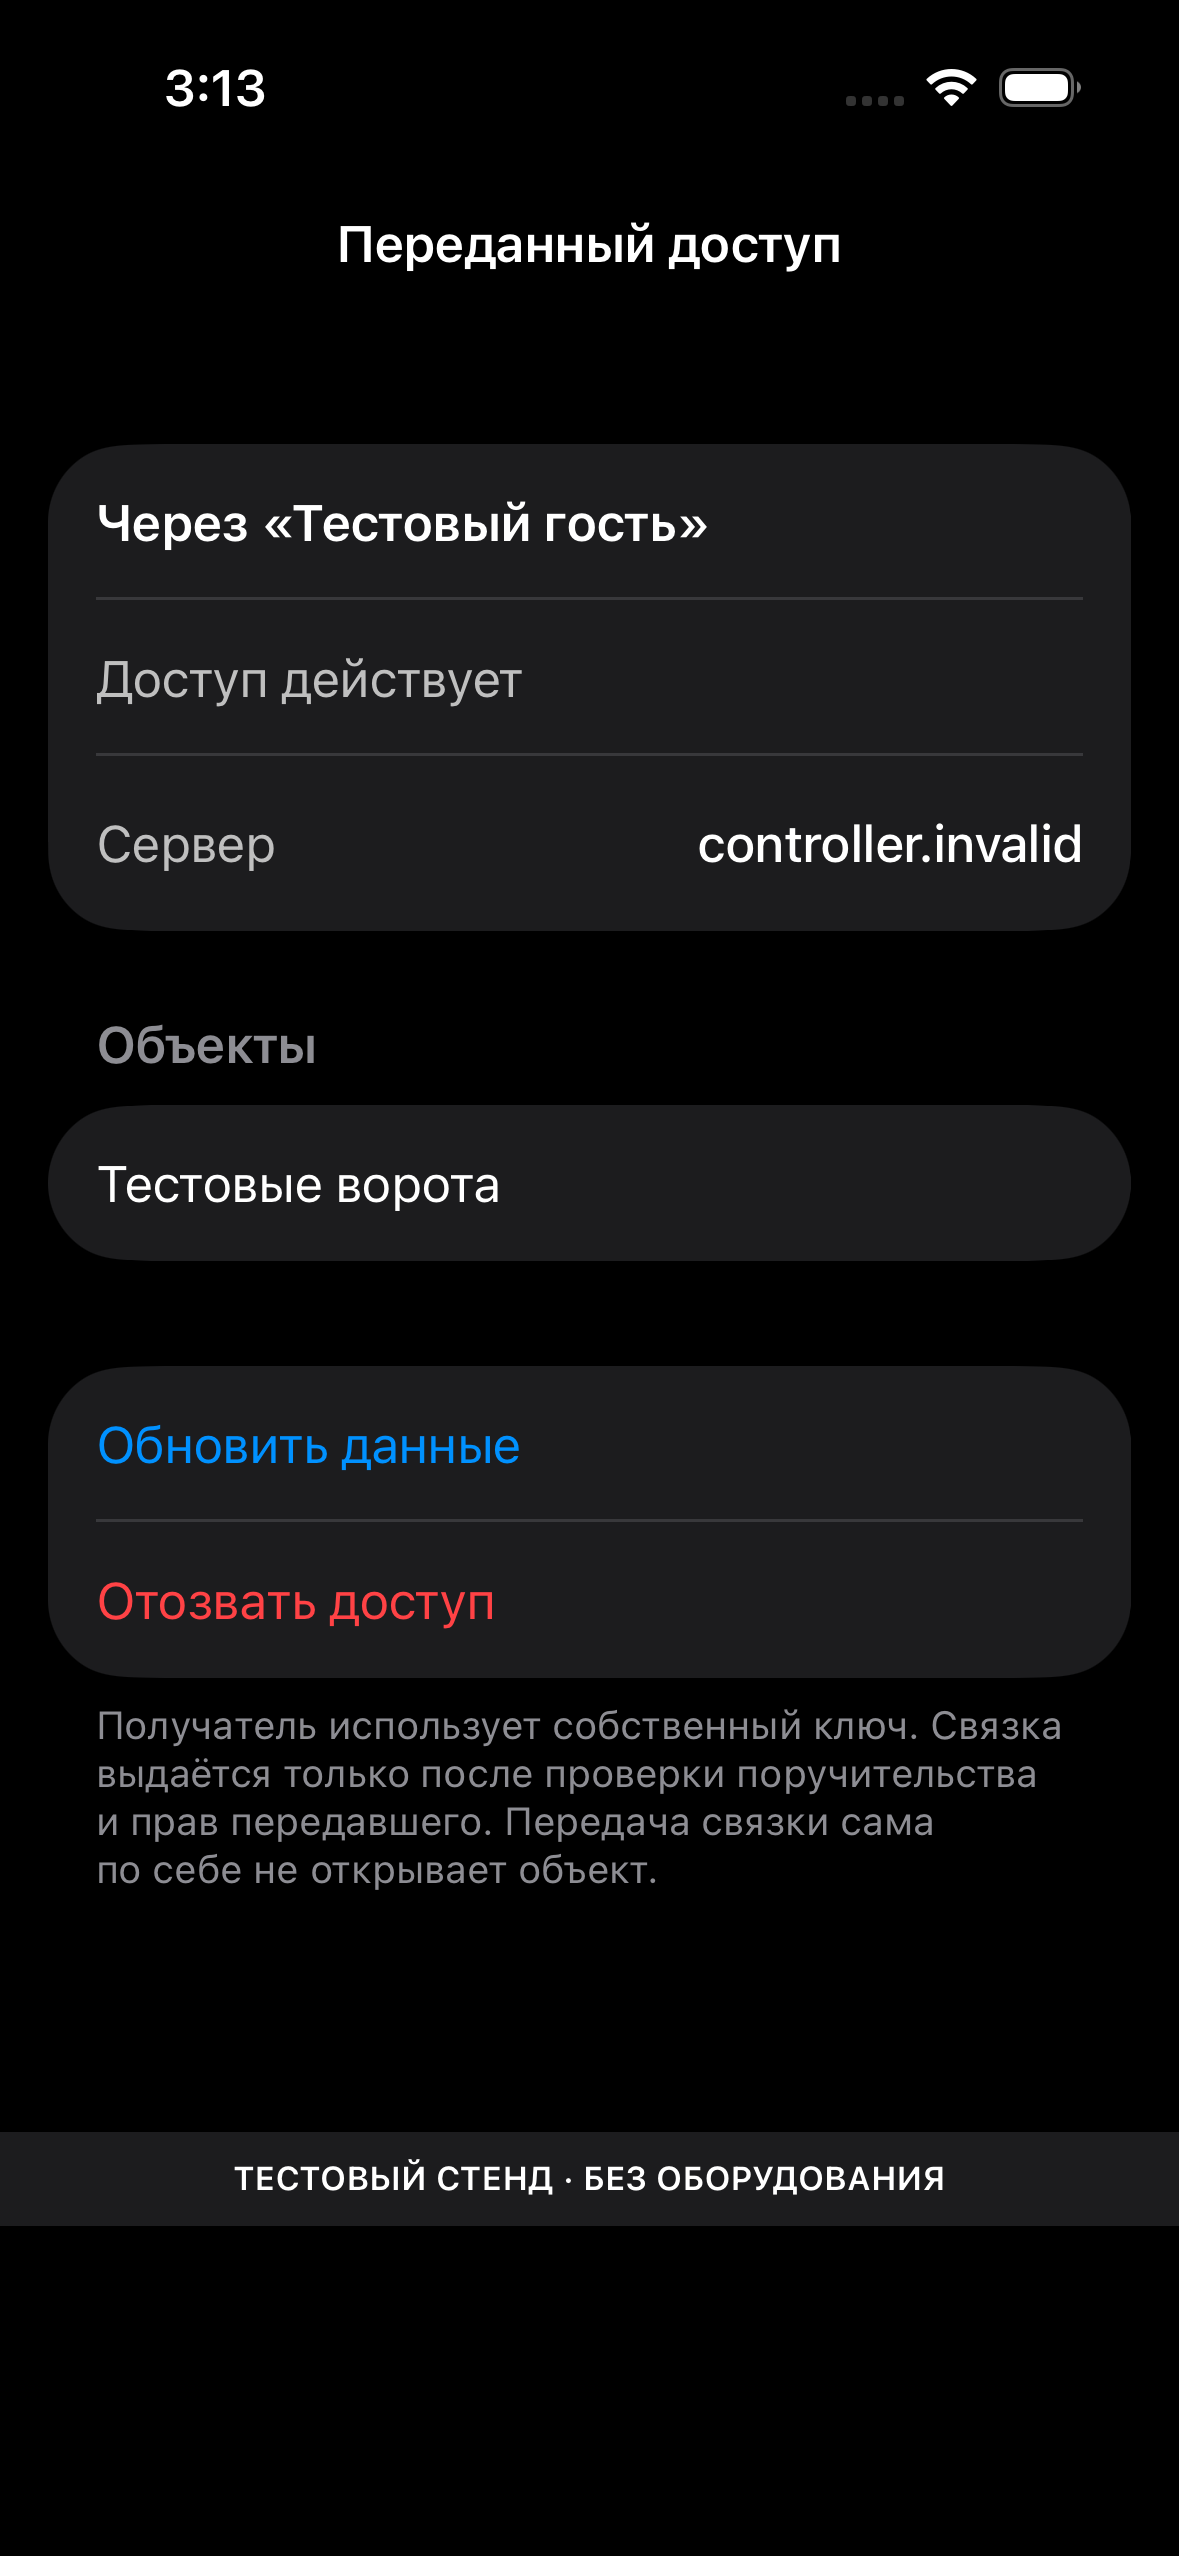 3:13
Переданный доступ
Через «Тестовый гость»
Доступ действует
Сервер controller.invalid
Объекты
Тестовые ворота
Обновить данные
Отозвать доступ
Получатель использует собственный ключ. Связка
выдаётся только после проверки поручительства
и прав передавшего. Передача связки сама
по себе не открывает объект.
ТЕСТОВЫЙ СТЕНД · БЕЗ ОБОРУДОВАНИЯ